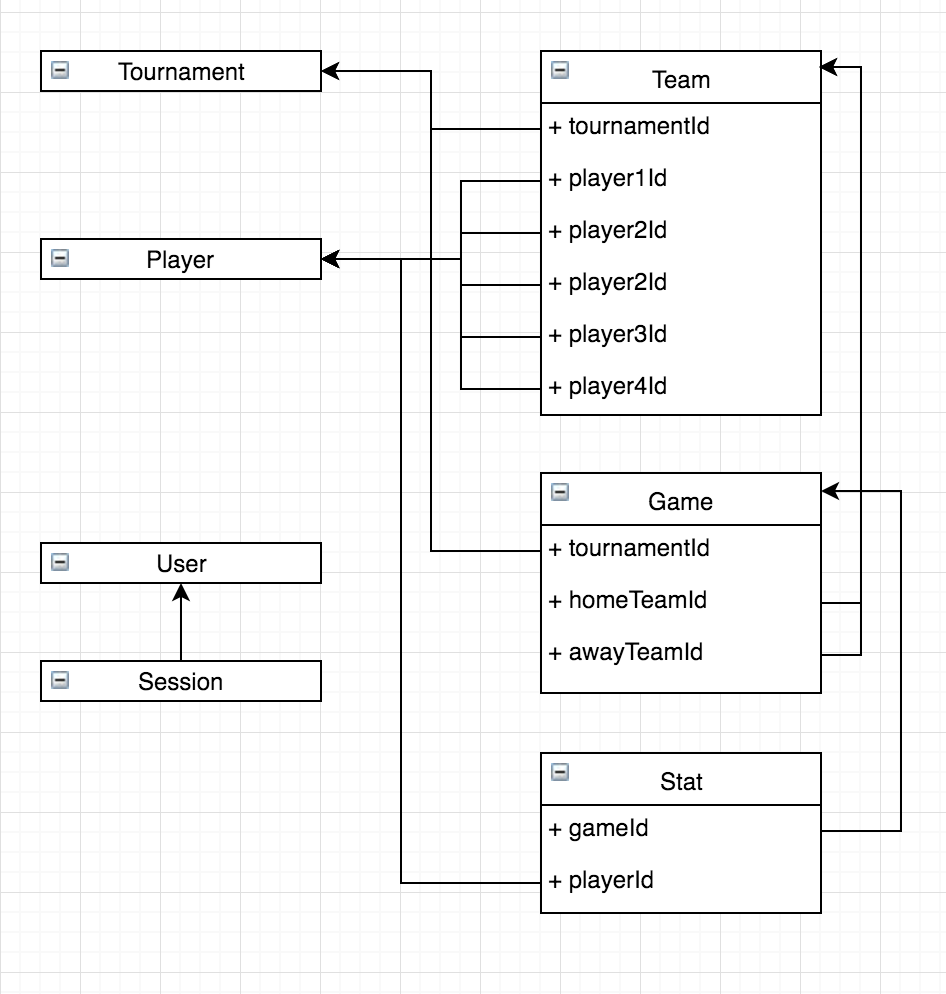 Tournament
Team
+ tournamentId
+ player1Id
+ player2Id
+ player2Id
+ player3Id
+ player4Id
Player
Game
+ tournamentId
+ homeTeamId
+ awayTeamId
User
Session
Stat
+ gameId
+ playerId